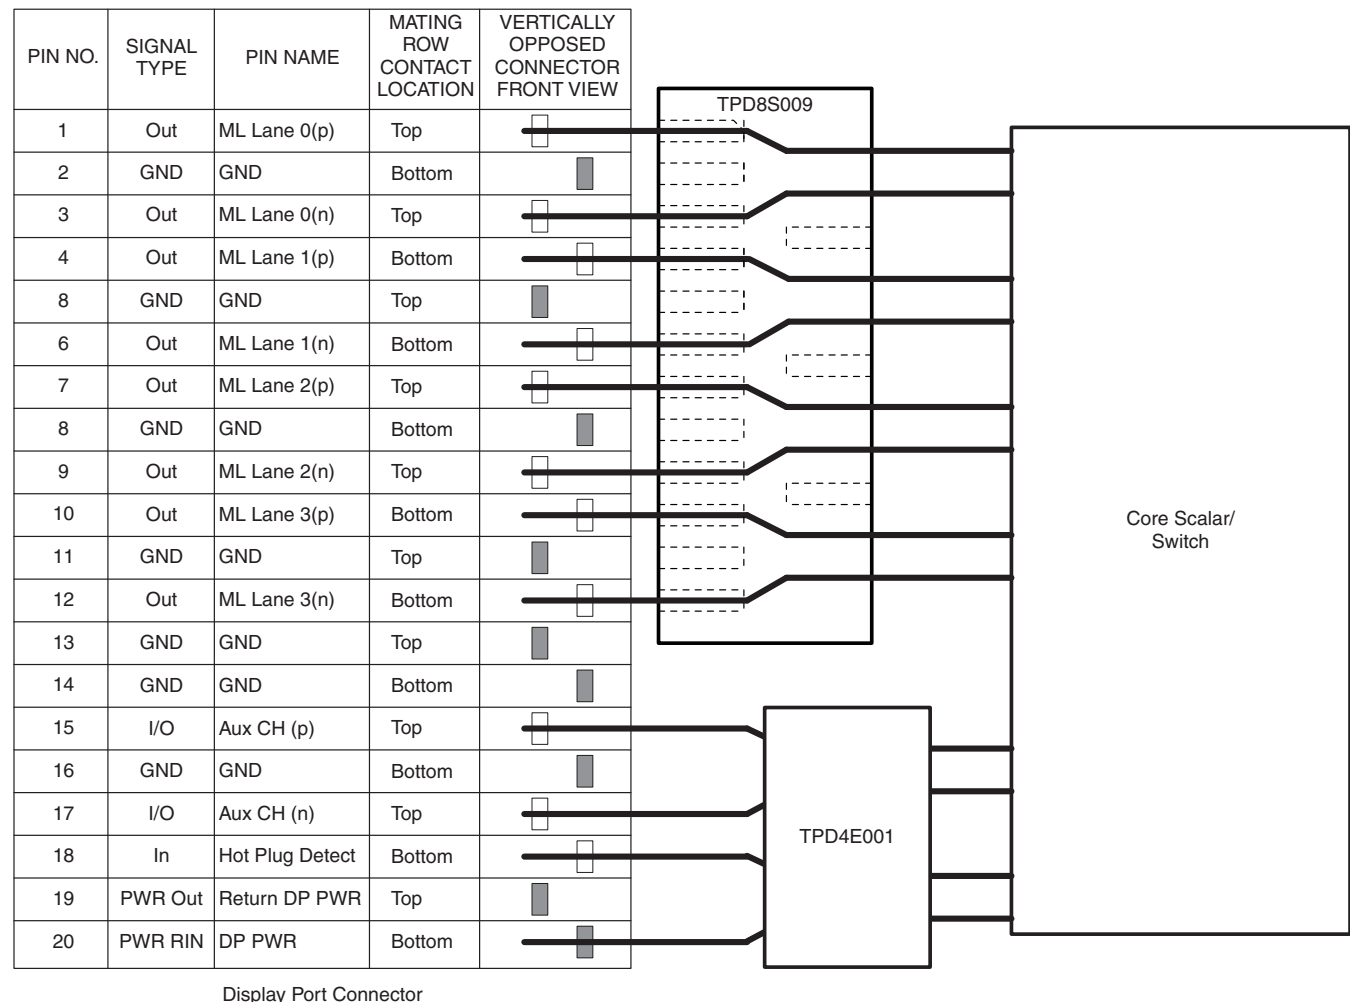 PIN NO. SIGNAL TYPE PIN NAME MATING ROW CONTACT LOCATION VERTICALLY OPPOSED CONNECTOR FRONT VIEW
1 Out ML Lane 0(p) Top
2 GND GND Bottom
3 Out ML Lane 0(n) Top
4 Out ML Lane 1(p) Bottom
8 GND GND Top
6 Out ML Lane 1(n) Bottom
7 Out ML Lane 2(p) Top
8 GND GND Bottom
9 Out ML Lane 2(n) Top
10 Out ML Lane 3(p) Bottom
11 GND GND Top
12 Out ML Lane 3(n) Bottom
13 GND GND Top
14 GND GND Bottom
15 I/O Aux CH (p) Top
16 GND GND Bottom
17 I/O Aux CH (n) Top
18 In Hot Plug Detect Bottom
19 PWR Out Return DP PWR Top
20 PWR RIN DP PWR Bottom
Display Port Connector
TPD8S009
TPD4E001
Core Scalar/
Switch